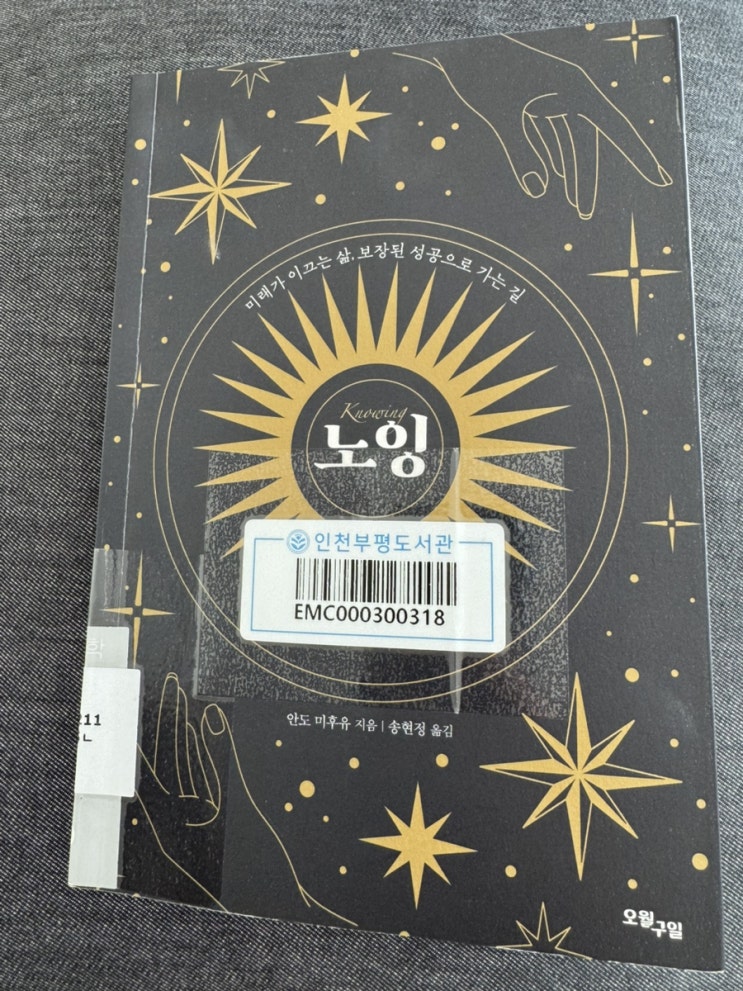 미래가 이끄는 삶, 보장된 성공으로 가는 길
Knowing
노잉
인천부평도서관
EMC000300318
211
안도 미후유 지음 | 송현정 옮김
오월구일